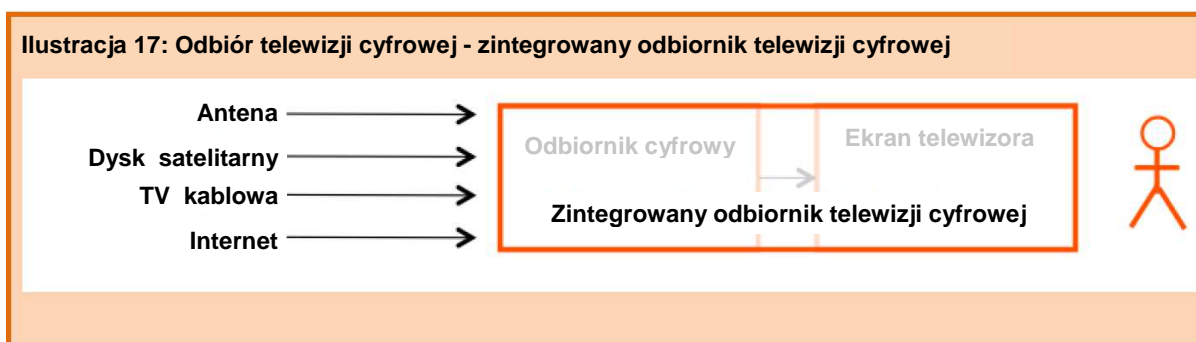 Ilustracja 17: Odbiór telewizji cyfrowej - zintegrowany odbiornik telewizji cyfrowej
Antena
Dysk satelitarny
TV kablowa
Internet
Odbiornik cyfrowy
Ekran telewizora
Zintegrowany odbiornik telewizji cyfrowej